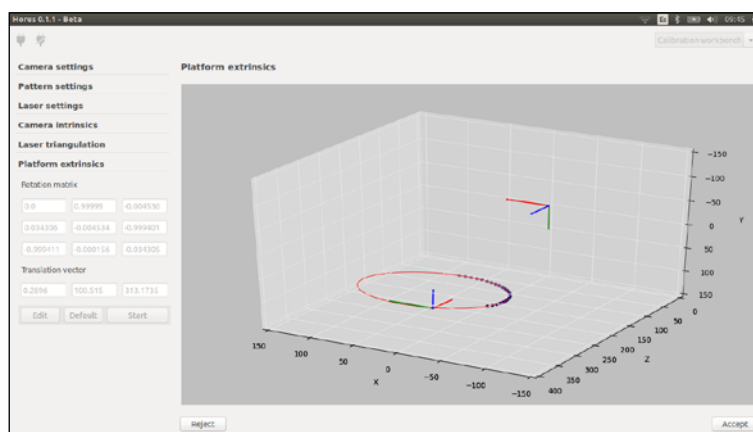 Horus 0.1.1 - Beta
Es
09:45
Calibration workbench
Camera settings
Pattern settings
Laser settings
Camera intrinsics
Laser triangulation
Platform extrinsics
Rotation matrix
0.0 0.99999 -0.004530
0.034306 -0.004534 -0.999401
-0.999411 -0.000156 -0.034305
Translation vector
0.2896 100.515 313.1735
Edit Default Start
Platform extrinsics
−150
−100
−50
0
50
100
150
Y
150 100 50 0 −50 −100 −150
X
400 350 300 250 200 150 100 50 0
Z
Reject
Accept